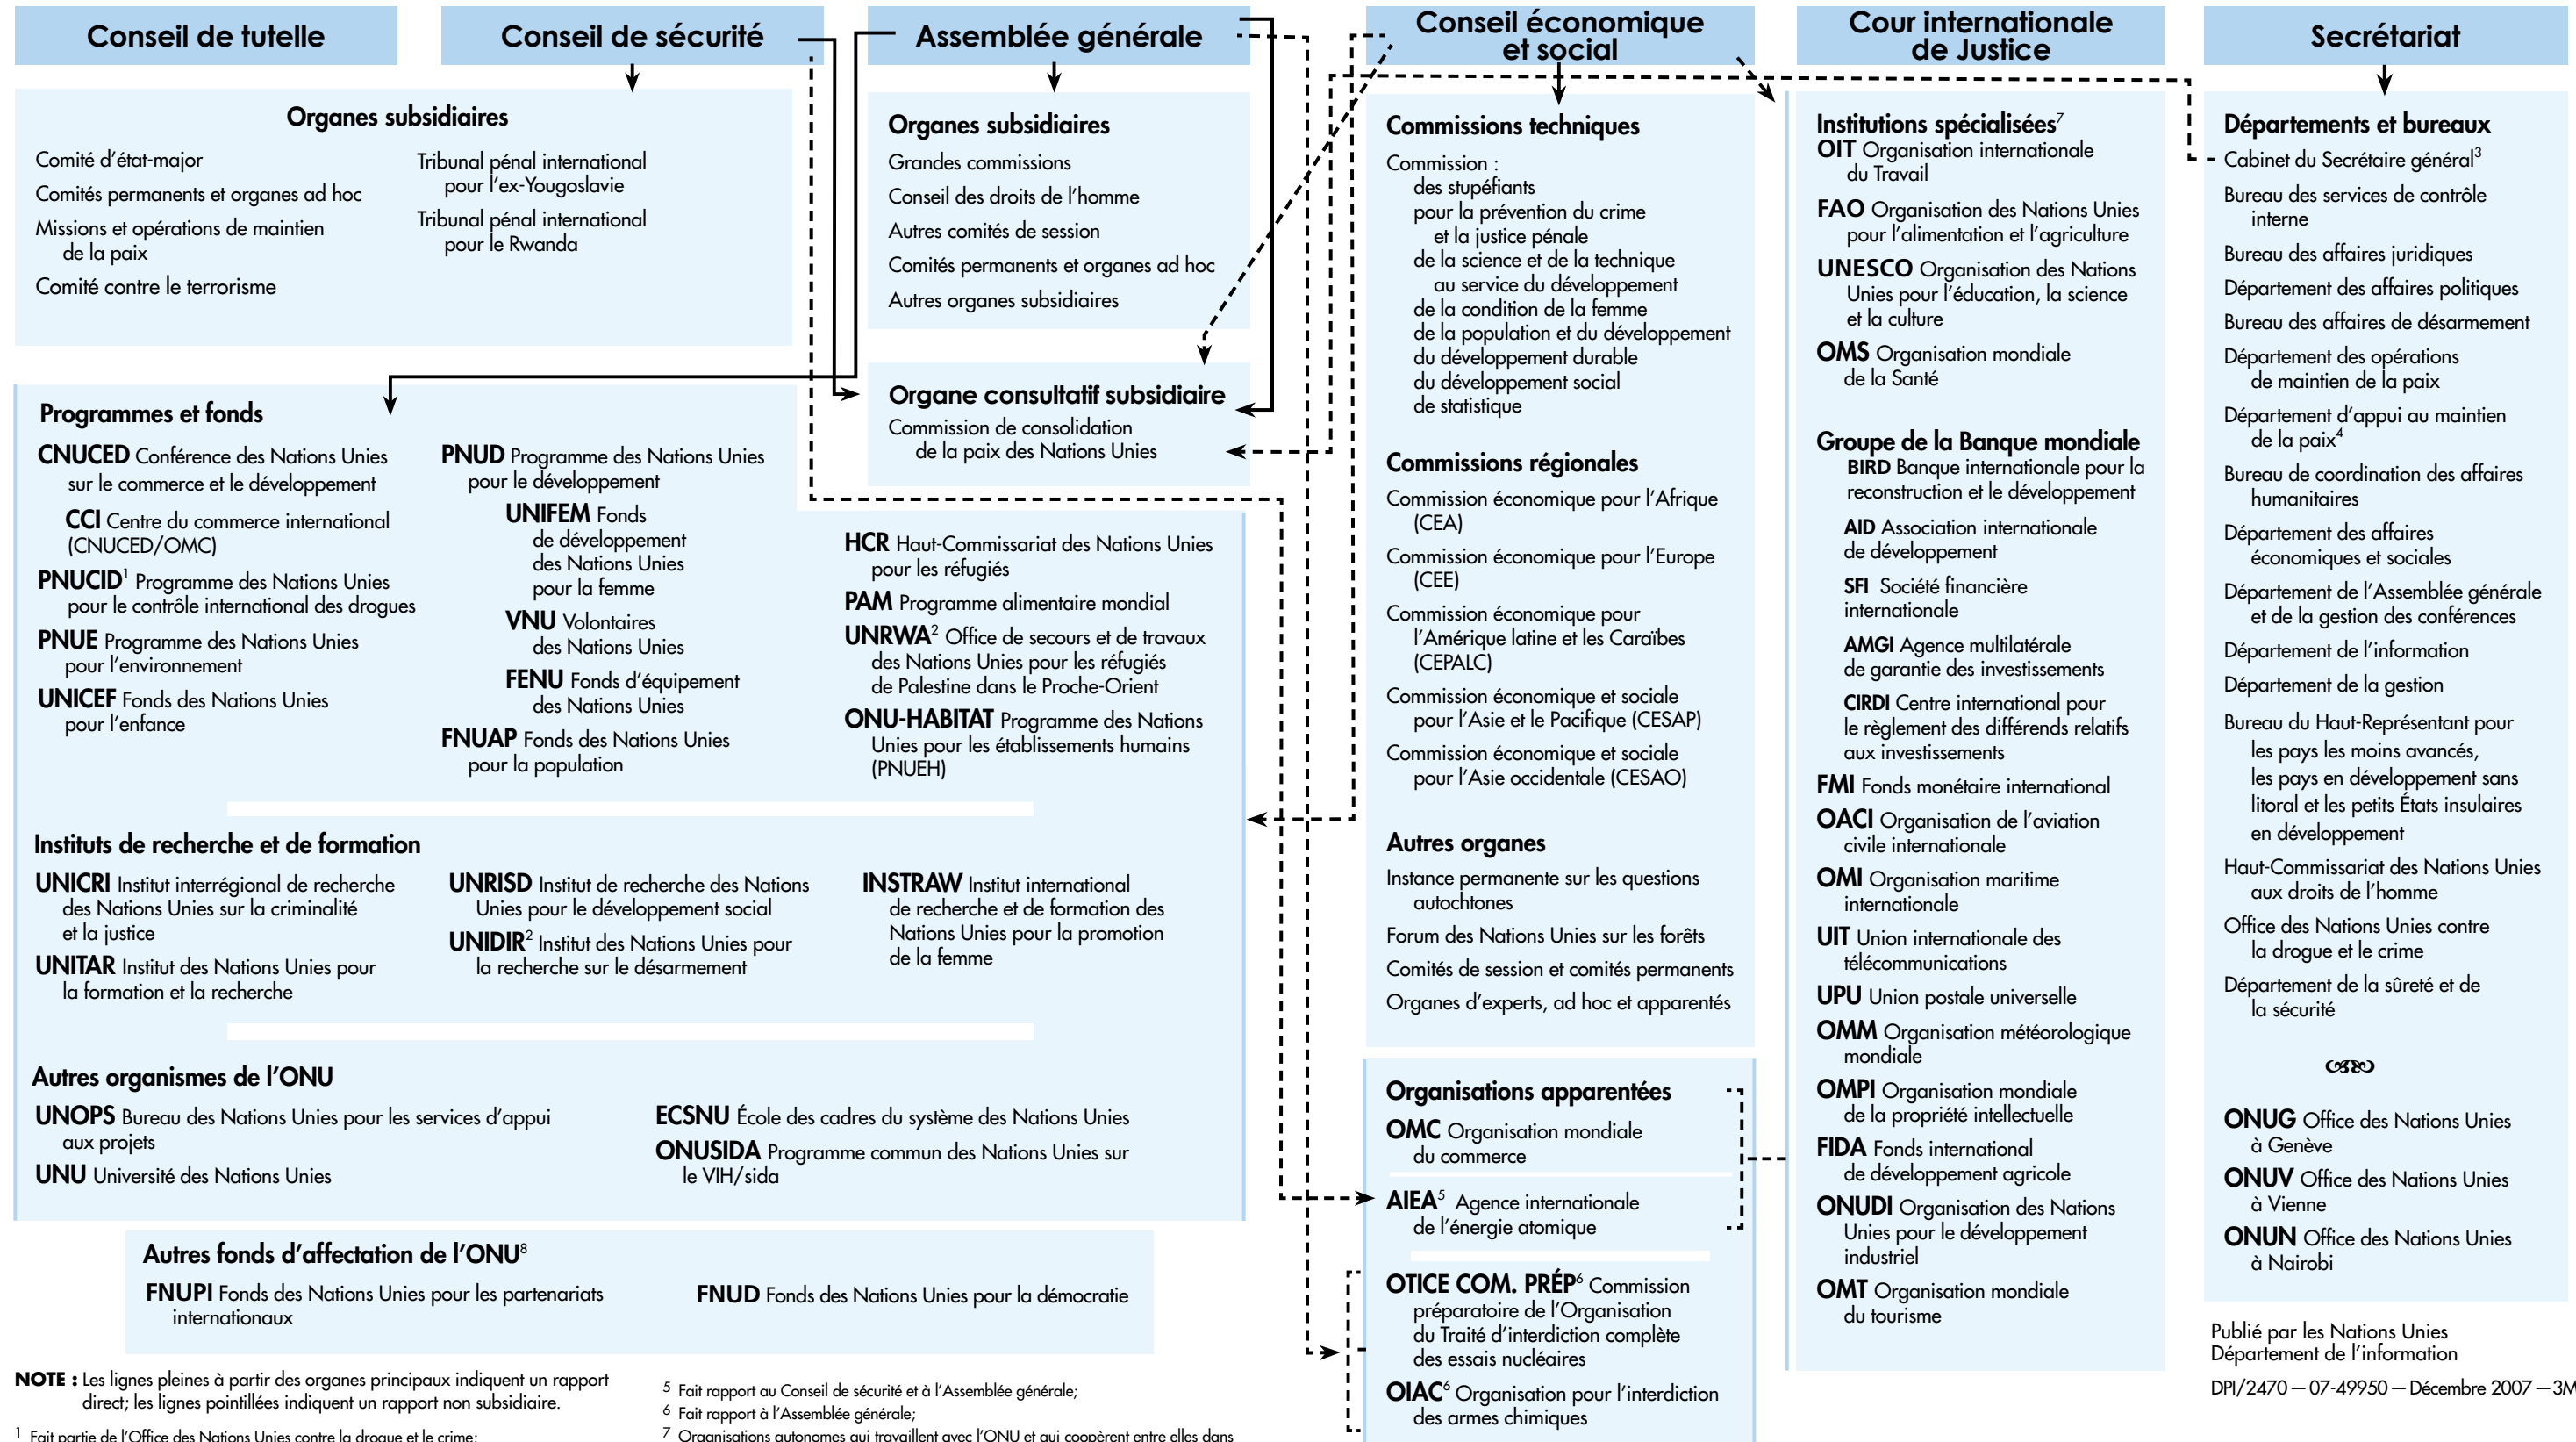 Conseil de tutelle
Conseil de sécurité
Assemblée générale
Conseil économique
et social
Cour internationale
de Justice
Secrétariat
Organes subsidiaires
Comité d'état-major
Comités permanents et organes ad hoc
Missions et opérations de maintien
de la paix
Comité contre le terrorisme
Tribunal pénal international
pour l'ex-Yougoslavie
Tribunal pénal international
pour le Rwanda
Organes subsidiaires
Grandes commissions
Conseil des droits de l'homme
Autres comités de session
Comités permanents et organes ad hoc
Autres organes subsidiaires
Organe consultatif subsidiaire
Commission de consolidation
de la paix des Nations Unies
Programmes et fonds
CNUCED Conférence des Nations Unies
sur le commerce et le développement
CCI Centre du commerce international
(CNUCED/OMC)
PNUCID1 Programme des Nations Unies
pour le contrôle international des drogues
PNUE Programme des Nations Unies
pour l'environnement
UNICEF Fonds des Nations Unies
pour l'enfance
PNUD Programme des Nations Unies
pour le développement
UNIFEM Fonds
de développement
des Nations Unies
pour la femme
VNU Volontaires
des Nations Unies
FENU Fonds d'équipement
des Nations Unies
FNUAP Fonds des Nations Unies
pour la population
HCR Haut-Commissariat des Nations Unies
pour les réfugiés
PAM Programme alimentaire mondial
UNRWA2 Office de secours et de travaux
des Nations Unies pour les réfugiés
de Palestine dans le Proche-Orient
ONU-HABITAT Programme des Nations
Unies pour les établissements humains
(PNUEH)
Instituts de recherche et de formation
UNICRI Institut interrégional de recherche
des Nations Unies sur la criminalité
et la justice
UNITAR Institut des Nations Unies pour
la formation et la recherche
UNRISD Institut de recherche des Nations
Unies pour le développement social
UNIDIR2 Institut des Nations Unies pour
la recherche sur le désarmement
INSTRAW Institut international
de recherche et de formation des
Nations Unies pour la promotion
de la femme
Autres organismes de l'ONU
UNOPS Bureau des Nations Unies pour les services d'appui
aux projets
UNU Université des Nations Unies
ECSNU École des cadres du système des Nations Unies
ONUSIDA Programme commun des Nations Unies sur
le VIH/sida
Autres fonds d'affectation de l'ONU8
FNUPI Fonds des Nations Unies pour les partenariats
internationaux
FNUD Fonds des Nations Unies pour la démocratie
Commissions techniques
Commission :
des stupéfiants
pour la prévention du crime
et la justice pénale
de la science et de la technique
au service du développement
de la condition de la femme
de la population et du développement
du développement durable
du développement social
de statistique
Commissions régionales
Commission économique pour l'Afrique
(CEA)
Commission économique pour l'Europe
(CEE)
Commission économique pour
l'Amérique latine et les Caraïbes
(CEPALC)
Commission économique et sociale
pour l'Asie et le Pacifique (CESAP)
Commission économique et sociale
pour l'Asie occidentale (CESAO)
Autres organes
Instance permanente sur les questions
autochtones
Forum des Nations Unies sur les forêts
Comités de session et comités permanents
Organes d'experts, ad hoc et apparentés
Organisations apparentées
OMC Organisation mondiale
du commerce
AIEA5 Agence internationale
de l'énergie atomique
OTICE COM. PRÉP6 Commission
préparatoire de l'Organisation
du Traité d'interdiction complète
des essais nucléaires
OIAC6 Organisation pour l'interdiction
des armes chimiques
Institutions spécialisées7
OIT Organisation internationale
du Travail
FAO Organisation des Nations Unies
pour l'alimentation et l'agriculture
UNESCO Organisation des Nations
Unies pour l'éducation, la science
et la culture
OMS Organisation mondiale
de la Santé
Groupe de la Banque mondiale
BIRD Banque internationale pour la
reconstruction et le développement
AID Association internationale
de développement
SFI Société financière
internationale
AMGI Agence multilatérale
de garantie des investissements
CIRDI Centre international pour
le règlement des différends relatifs
aux investissements
FMI Fonds monétaire international
OACI Organisation de l'aviation
civile internationale
OMI Organisation maritime
internationale
UIT Union internationale des
télécommunications
UPU Union postale universelle
OMM Organisation météorologique
mondiale
OMPI Organisation mondiale
de la propriété intellectuelle
FIDA Fonds international
de développement agricole
ONUDI Organisation des Nations
Unies pour le développement
industriel
OMT Organisation mondiale
du tourisme
Départements et bureaux
Cabinet du Secrétaire général3
Bureau des services de contrôle
interne
Bureau des affaires juridiques
Département des affaires politiques
Bureau des affaires de désarmement
Département des opérations
de maintien de la paix
Département d'appui au maintien
de la paix4
Bureau de coordination des affaires
humanitaires
Département des affaires
économiques et sociales
Département de l'Assemblée générale
et de la gestion des conférences
Département de l'information
Département de la gestion
Bureau du Haut-Représentant pour
les pays les moins avancés,
les pays en développement sans
litoral et les petits États insulaires
en développement
Haut-Commissariat des Nations Unies
aux droits de l'homme
Office des Nations Unies contre
la drogue et le crime
Département de la sûreté et de
la sécurité
ONUG Office des Nations Unies
à Genève
ONUV Office des Nations Unies
à Vienne
ONUN Office des Nations Unies
à Nairobi
Publié par les Nations Unies
Département de l'information
DPI/2470 — 07-49950 — Décembre 2007 — 3M
NOTE : Les lignes pleines à partir des organes principaux indiquent un rapport
direct; les lignes pointillées indiquent un rapport non subsidiaire.
1 Fait partie de l'Office des Nations Unies contre la drogue et le crime;
5 Fait rapport au Conseil de sécurité et à l'Assemblée générale;
6 Fait rapport à l'Assemblée générale;
7 Organisations autonomes qui travaillent avec l'ONU et qui coopèrent entre elles dans